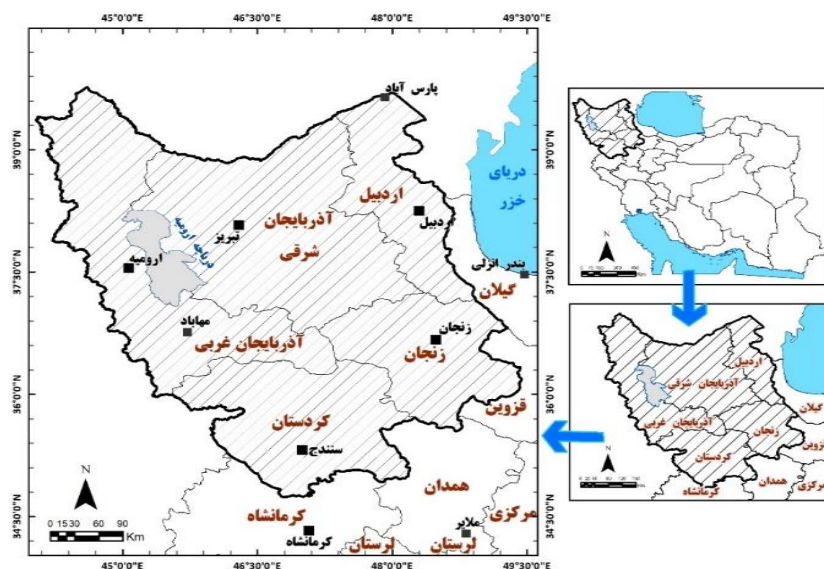 45°0'0"E 46°30'0"E 48°0'0"E 49°30'0"E
39°0'0"N
37°30'0"N
36°0'0"N
34°30'0"N
پارس آباد
دریای
خزر
اردبیل
اردبیل
آذربایجان
شرقی
تبریز
دریاچه ارومیه
ارومیه
بندر انزلی
گیلان
مهاباد
آذربایجان غربی
زنجان
زنجان
قزوین
کردستان
سنندج
همدان
مرکزی
کرمانشاه
کرمانشاه
ملایر
لرستان
لرستان
N
0 15 30 60 90
Km
45°0'0"E 46°30'0"E 48°0'0"E 49°30'0"E
N
Km
اردبیل
آذربایجان شرقی
گیلان
آذربایجان غربی
زنجان
قزوین
کردستان
همدان
مرکزی
کرمانشاه
N
Km